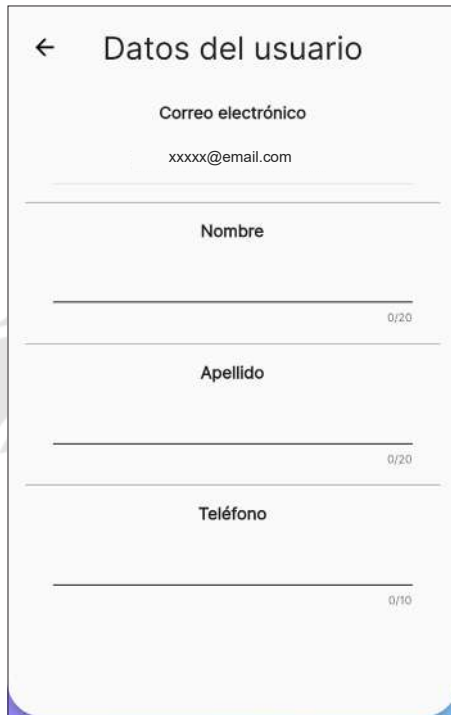 Datos del usuario
Correo electrónico
xxxxx@email.com
Nombre
0/20
Apellido
0/20
Teléfono
0/10